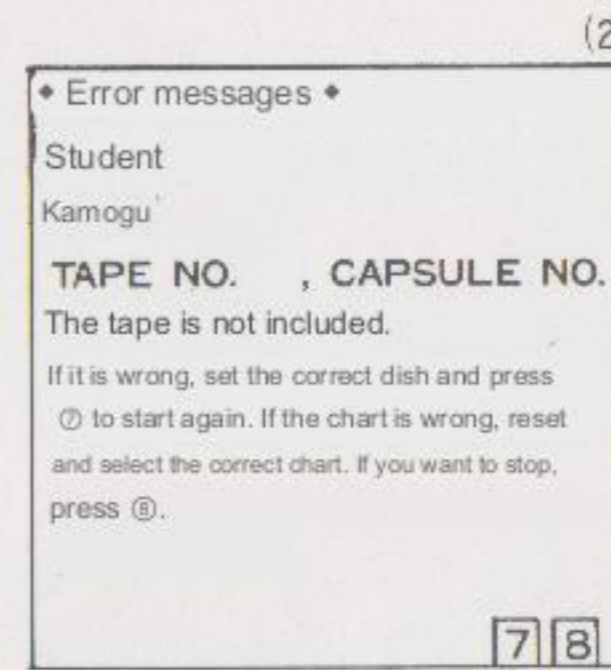 (2
◆ Error messages ◆
Student
Kamogu
TAPE NO. , CAPSULE NO.
The tape is not included.
If it is wrong, set the correct dish and press
⑦ to start again. If the chart is wrong, reset
and select the correct chart. If you want to stop,
press ⑧.
7 8